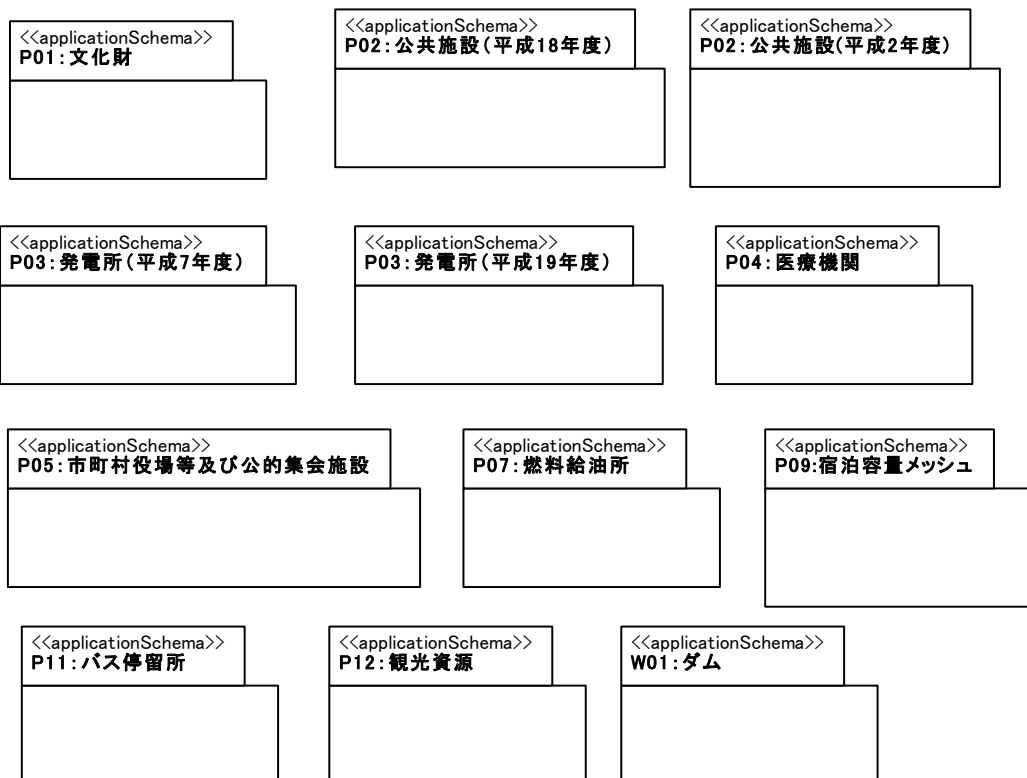 <<applicationSchema>>
P01:文化財
<<applicationSchema>>
P02:公共施設(平成18年度)
<<applicationSchema>>
P02:公共施設(平成2年度)
<<applicationSchema>>
P03:発電所(平成7年度)
<<applicationSchema>>
P03:発電所(平成19年度)
<<applicationSchema>>
P04:医療機関
<<applicationSchema>>
P05:市町村役場等及び公的集会施設
<<applicationSchema>>
P07:燃料給油所
<<applicationSchema>>
P09:宿泊容量メッシュ
<<applicationSchema>>
P11:バス停留所
<<applicationSchema>>
P12:観光資源
<<applicationSchema>>
W01:ダム